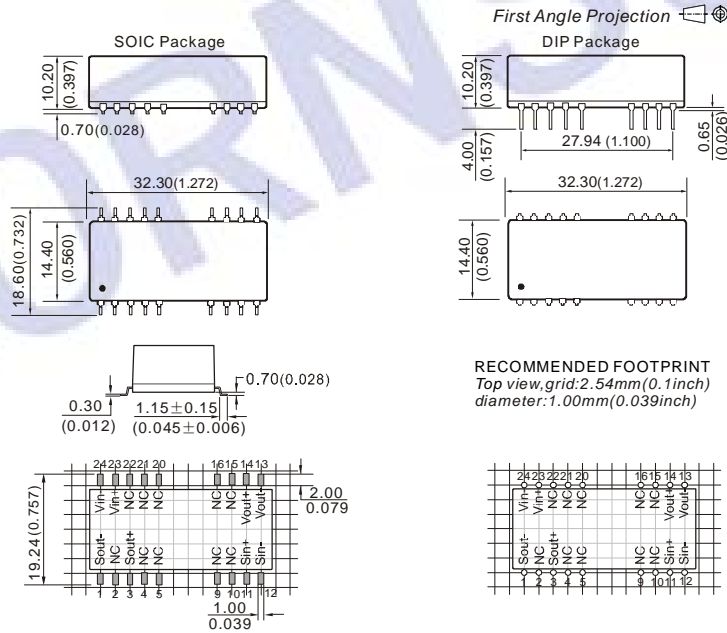 First Angle Projection
SOIC Package
DIP Package
10.20
(0.397)
0.70(0.028)
10.20
(0.397)
4.00
(0.157)
27.94 (1.100)
0.65
(0.026)
32.30(1.272)
18.60(0.732)
14.40
(0.560)
32.30(1.272)
14.40
(0.560)
0.70(0.028)
0.30
(0.012)
1.15±0.15
(0.045±0.006)
RECOMMENDED FOOTPRINT
Top view,grid:2.54mm(0.1inch)
diameter:1.00mm(0.039inch)
24 23 22 21 20 16 15 14 13
Vin- Vin+ NC NC NC NC NC Vout+ Vout-
Sout- NC Sout+ NC NC NC NC Sin+ Sin-
1 2 3 4 5 9 10 11 12
19.24(0.757)
2.00
0.079
1.00
0.039
24 23 22 21 20 16 15 14 13
Vin- Vin+ NC NC NC NC NC Vout+ Vout-
Sout- NC Sout+ NC NC NC NC Sin+ Sin-
1 2 3 4 5 9 10 11 12